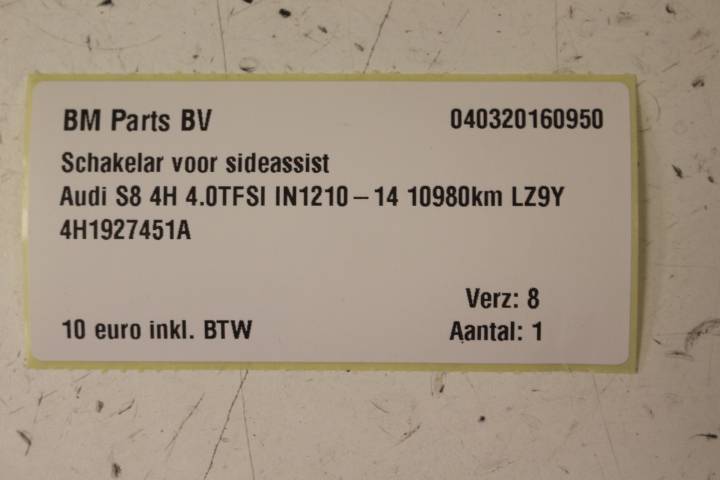 BM Parts BV 040320160950
Schakelar voor sideassist
Audi S8 4H 4.0TFSI IN1210-14 10980km LZ9Y
4H1927451A
Verz: 8
10 euro inkl. BTW Aantal: 1